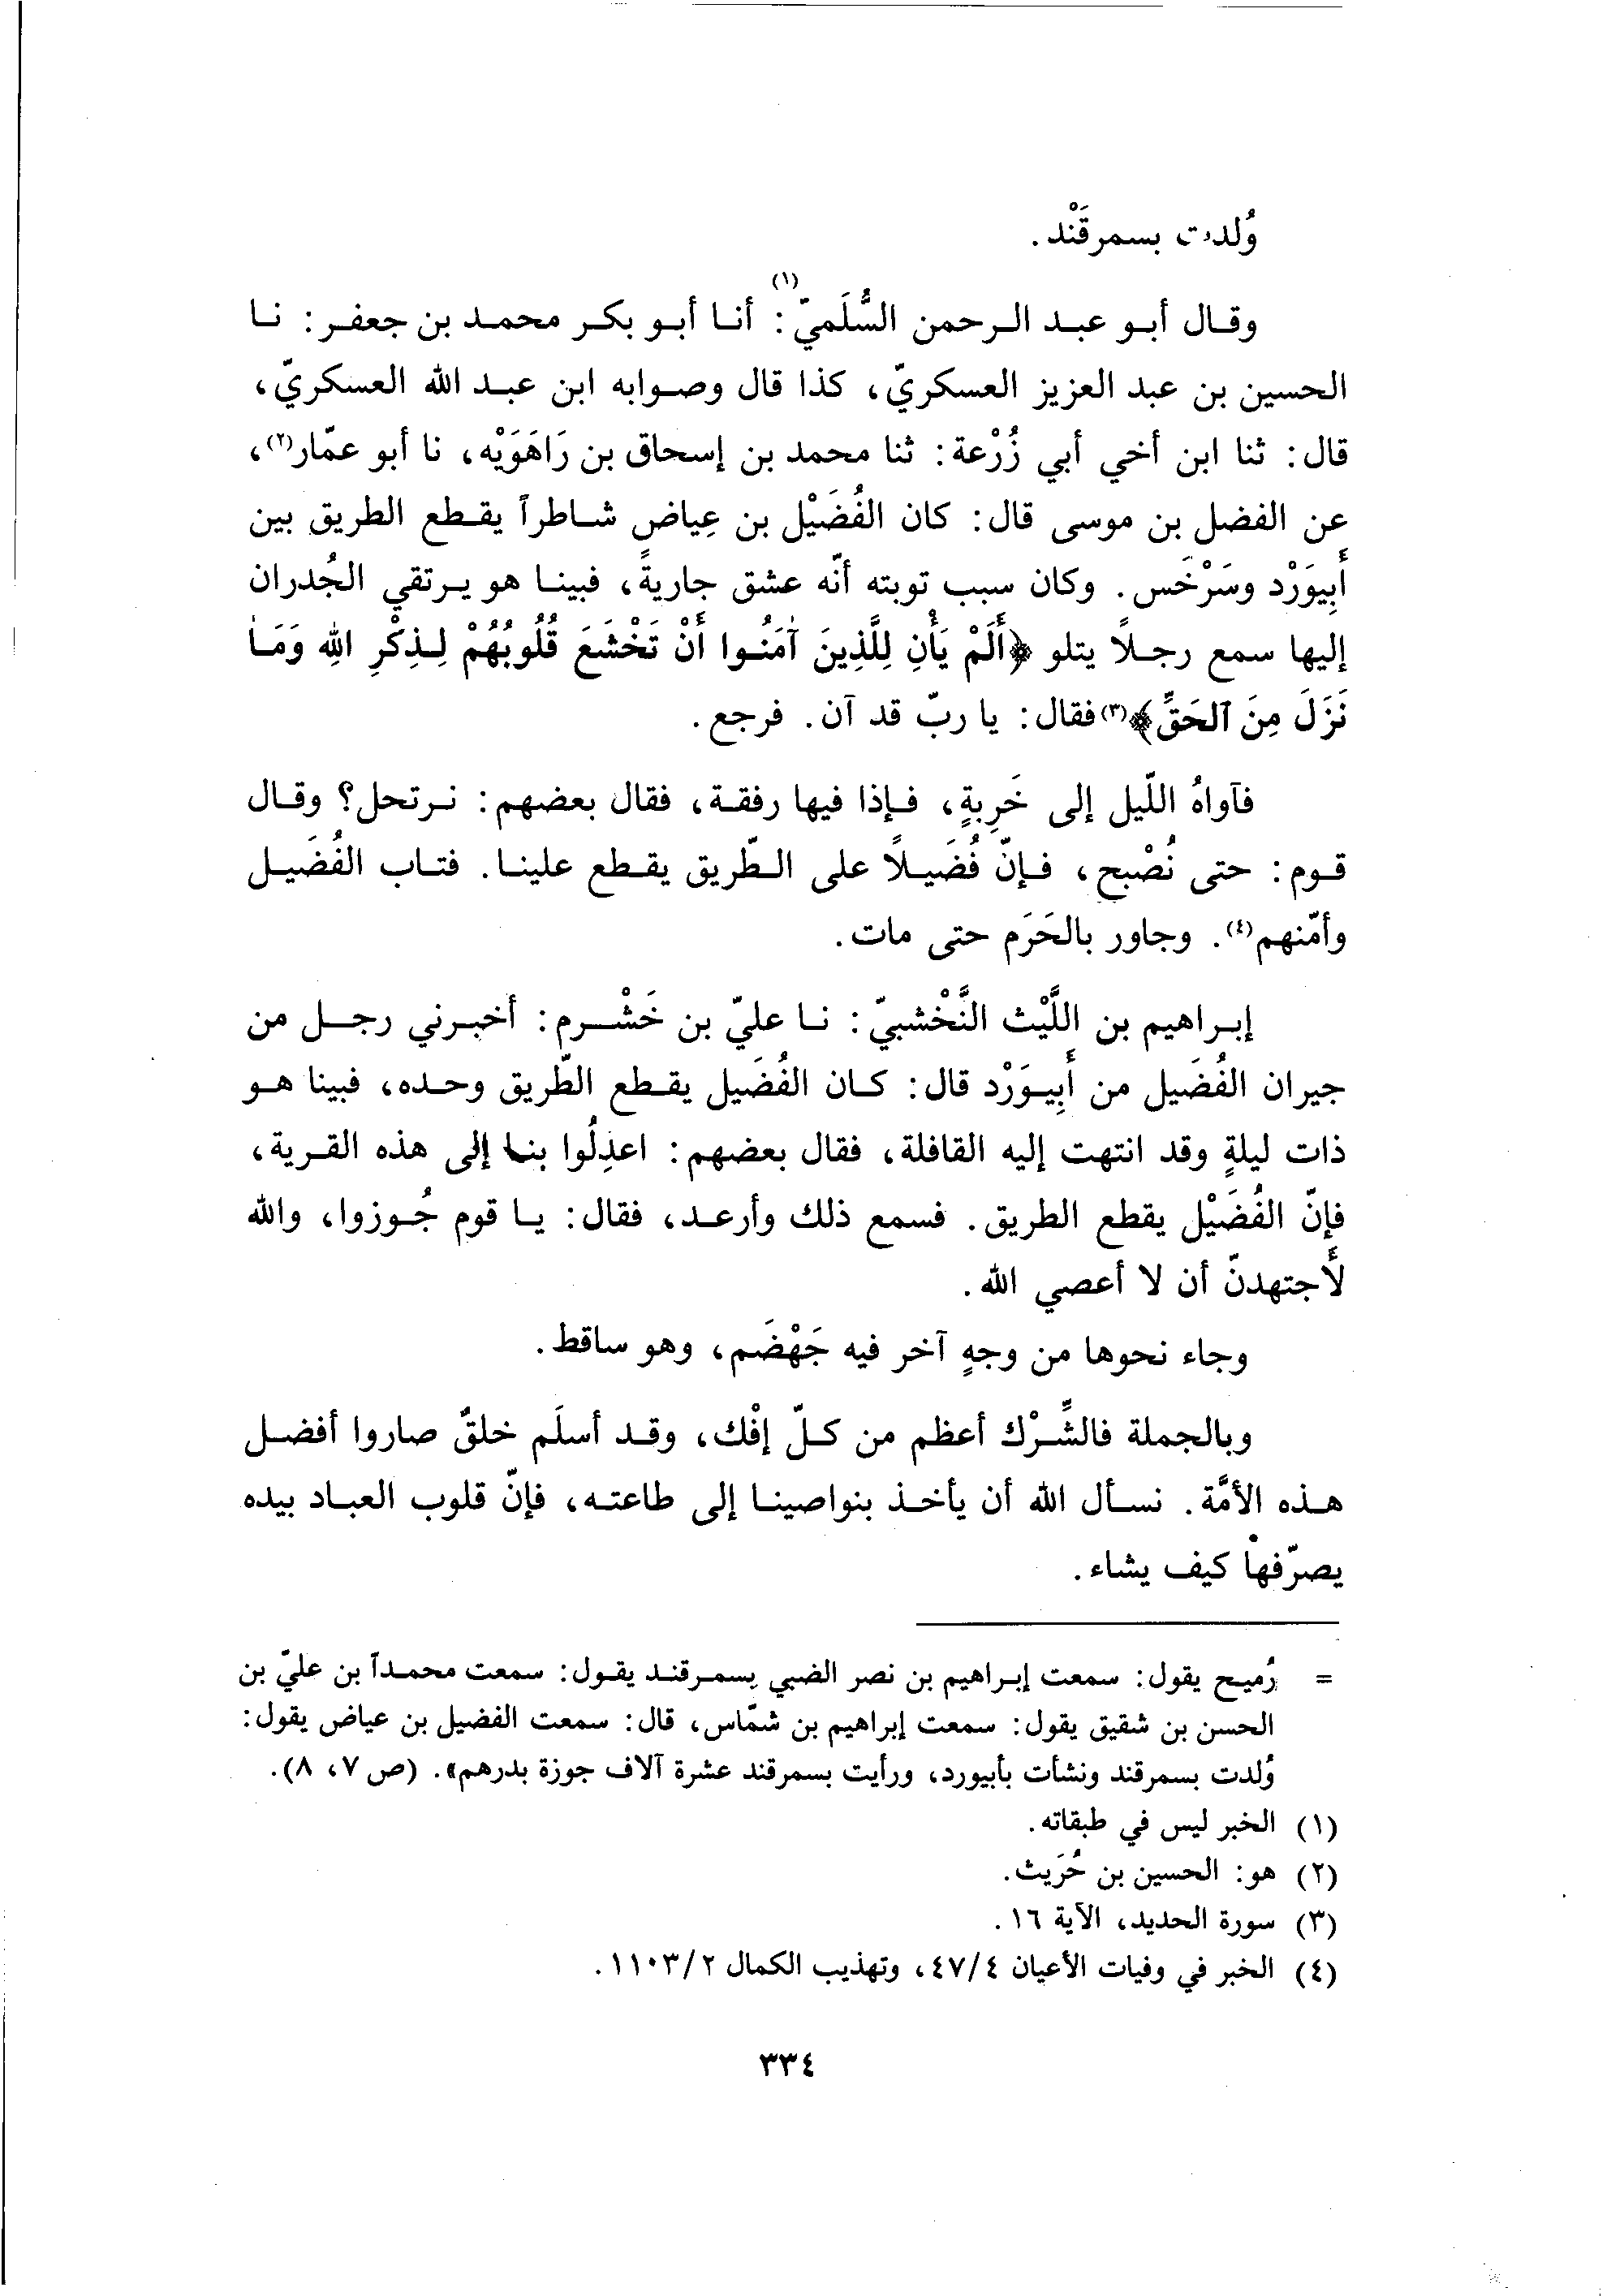 وُلدت بسمرقَنْد.
وقال أبو عبد الرحمن السُّلَميّ(١): أنا أبو بكر محمد بن جعفر: نا
الحسين بن عبد العزيز العسكريّ، كذا قال وصوابه ابن عبد الله العسكريّ،
قال: ثنا ابن أخي أبي زُرْعة: ثنا محمد بن إسحاق بن رَاهَوَيْه، نا أبو عمّار(٢)،
عن الفضل بن موسى قال: كان الفُضَيْل بن عِياض شاطراً يقطع الطريق بين
أَبِيوَرْد وسَرْخَس. وكان سبب توبته أنّه عشق جاريةً، فبينا هو يرتقي الجُدران
إليها سمع رجلاً يتلو ﴿أَلَمْ يَأْنِ لِلَّذِينَ آمَنُوا أَنْ تَخْشَعَ قُلُوبُهُمْ لِذِكْرِ اللهِ وَمَا
نَزَلَ مِنَ ٱلحَقِّ﴾(٣) فقال: يا ربّ قد آن. فرجع.
فآواهُ اللّيل إلى خَرِبةٍ، فإذا فيها رفقة، فقال بعضهم: نرتحل؟ وقال
قوم: حتى نُصْبح، فإنّ فُضَيلاً على الطّريق يقطع علينا. فتاب الفُضَيل
وأمّنهم(٤). وجاور بالحَرَم حتى مات.
إبراهيم بن اللَّيْث النَّخْشبيّ: نا عليّ بن خَشْرم: أخبرني رجل من
جيران الفُضَيل من أَبِيوَرْد قال: كان الفُضَيل يقطع الطّريق وحده، فبينا هو
ذات ليلةٍ وقد انتهت إليه القافلة، فقال بعضهم: اعدِلُوا بنا إلى هذه القرية،
فإنّ الفُضَيْل يقطع الطريق. فسمع ذلك وأرعد، فقال: يا قوم جُوزوا، والله
لأَجتهدنّ أن لا أعصي الله.
وجاء نحوها من وجهٍ آخر فيه جَهْضَم، وهو ساقط.
وبالجملة فالشِّرْك أعظم من كلّ إفْك، وقد أسلَم خلقٌ صاروا أفضل
هذه الأمَّة. نسأل الله أن يأخذ بنواصينا إلى طاعته، فإنّ قلوب العباد بيده
يصرّفها كيف يشاء.
= رُميح يقول: سمعت إبراهيم بن نصر الضبي بسمرقند يقول: سمعت محمداً بن عليّ بن
الحسن بن شقيق يقول: سمعت إبراهيم بن شمّاس، قال: سمعت الفضيل بن عياض يقول:
وُلدت بسمرقند ونشأت بأبيورد، ورأيت بسمرقند عشرة آلاف جوزة بدرهم». (ص ٧، ٨).
(١) الخبر ليس في طبقاته.
(٢) هو: الحسين بن حُرَيث.
(٣) سورة الحديد، الآية ١٦.
(٤) الخبر في وفيات الأعيان ٤/٤٧، وتهذيب الكمال ٢/١١٠٣.
٣٣٤